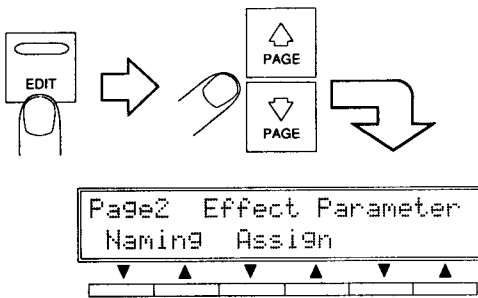 EDIT
PAGE
PAGE
Page2 Effect Parameter
Naming Assign